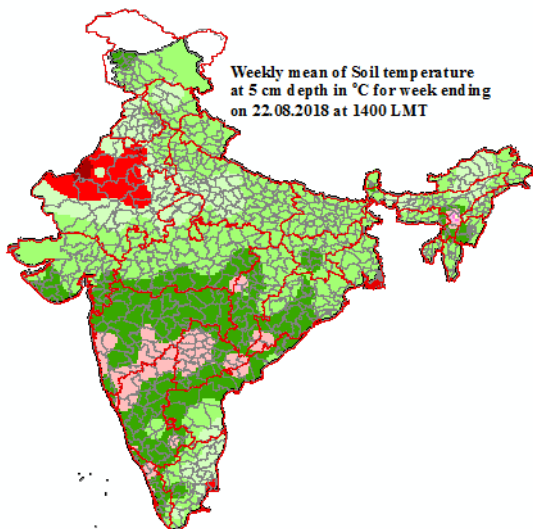 Weekly mean of Soil temperature
at 5 cm depth in °C for week ending
on 22.08.2018 at 1400 LMT